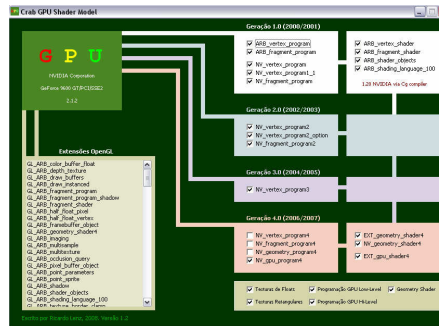 Crab GPU Shader Model
G P U
NVIDIA Corporation
GeForce 9600 GT/PCI/SSE2
2.1.2
Extensões OpenGL
GL_ARB_color_buffer_float
GL_ARB_depth_texture
GL_ARB_draw_buffers
GL_ARB_draw_instanced
GL_ARB_fragment_program
GL_ARB_fragment_program_shadow
GL_ARB_fragment_shader
GL_ARB_half_float_pixel
GL_ARB_half_float_vertex
GL_ARB_framebuffer_object
GL_ARB_geometry_shader4
GL_ARB_imaging
GL_ARB_multisample
GL_ARB_multitexture
GL_ARB_occlusion_query
GL_ARB_pixel_buffer_object
GL_ARB_point_parameters
GL_ARB_point_sprite
GL_ARB_shadow
GL_ARB_shader_objects
GL_ARB_shading_language_100
GL_ARB_texture_border_clamp
Escrito por Ricardo Lenz, 2008. Versão 1.2
Geração 1.0 (2000/2001)
ARB_vertex_program
ARB_fragment_program
NV_vertex_program
NV_vertex_program1_1
NV_fragment_program
ARB_vertex_shader
ARB_fragment_shader
ARB_shader_objects
ARB_shading_language_100
1.20 NVIDIA via Cg compiler
Geração 2.0 (2002/2003)
NV_vertex_program2
NV_vertex_program2_option
NV_fragment_program2
Geração 3.0 (2004/2005)
NV_vertex_program3
Geração 4.0 (2006/2007)
NV_vertex_program4
NV_fragment_program4
NV_geometry_program4
NV_gpu_program4
EXT_geometry_shader4
NV_geometry_shader4
EXT_gpu_shader4
Texturas de Floats
Programação GPU Low-Level
Geometry Shader
Texturas Retangulares
Programação GPU Hi-Level